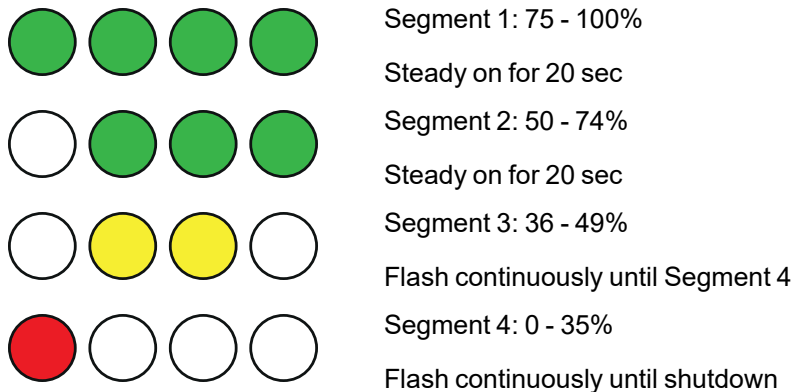 Segment 1: 75 - 100%
Steady on for 20 sec
Segment 2: 50 - 74%
Steady on for 20 sec
Segment 3: 36 - 49%
Flash continuously until Segment 4
Segment 4: 0 - 35%
Flash continuously until shutdown